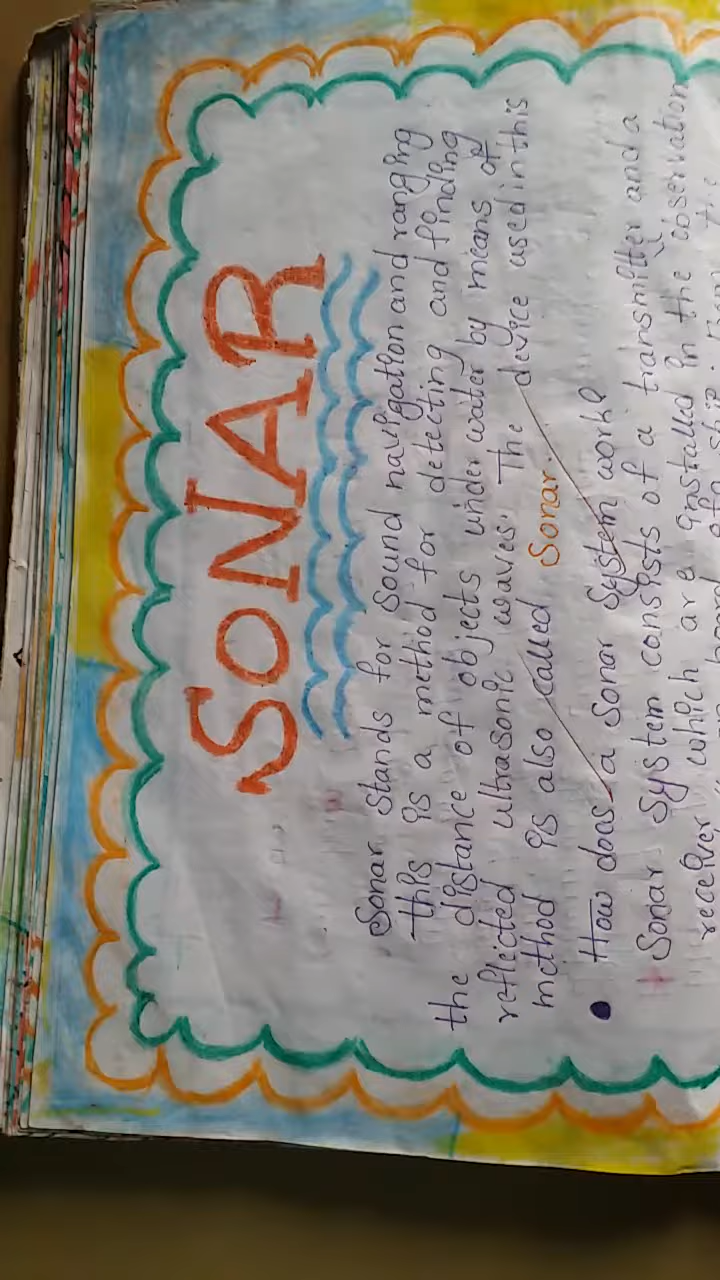 SONAR
Sonar Stands for Sound navigation and ranging
this is a method for detecting and finding
the distance of objects under water by means of
reflected ultrasonic waves. The device used in this
method is also called Sonar.
How does a Sonar System work?
Sonar System consists of a transmitter and a
receiver which are installed in the observation